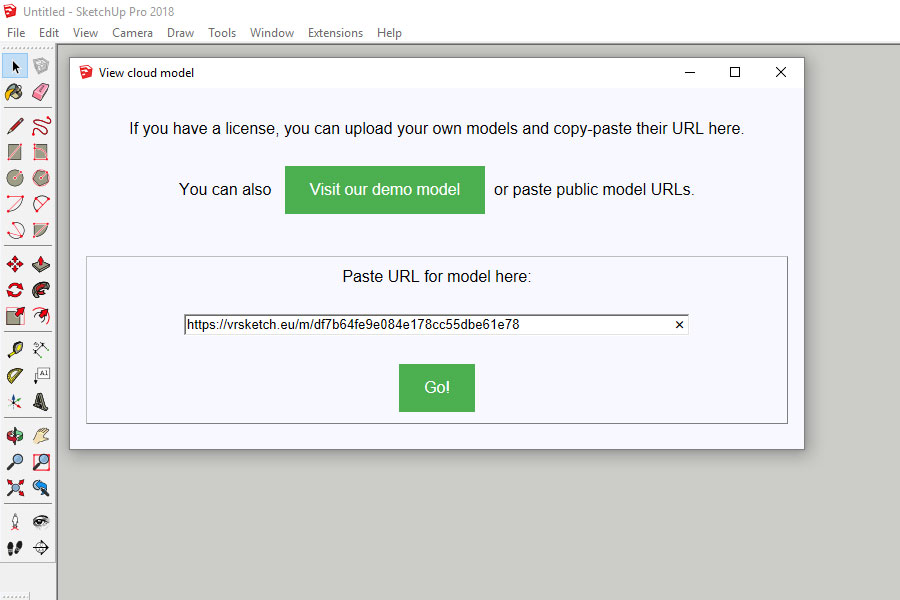 Untitled - SketchUp Pro 2018
File Edit View Camera Draw Tools Window Extensions Help
View cloud model
If you have a license, you can upload your own models and copy-paste their URL here.
You can also Visit our demo model or paste public model URLs.
Paste URL for model here:
https://vrsketch.eu/m/df7b64fe9e084e178cc55dbe61e78
Go!
A1